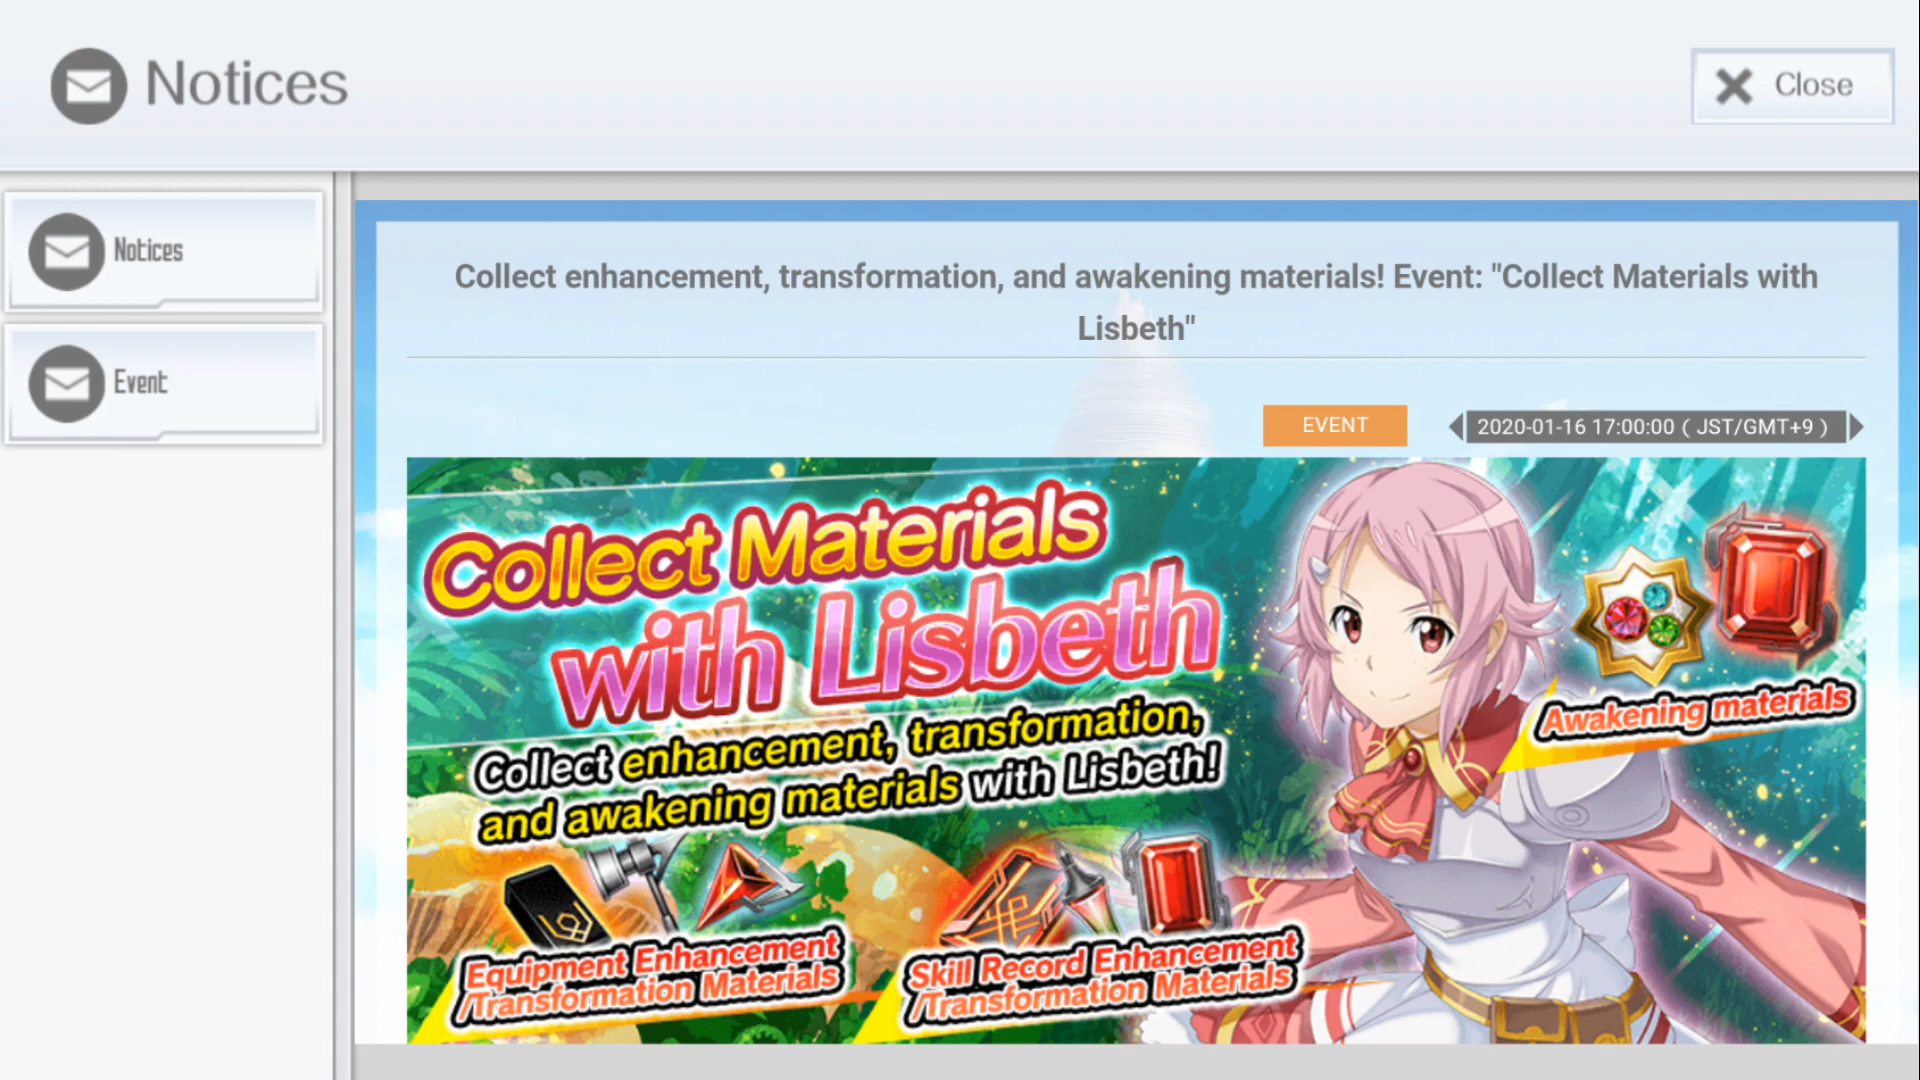 Notices
Close
Notices
Event
Collect enhancement, transformation, and awakening materials! Event: "Collect Materials with
Lisbeth"
EVENT
2020-01-16 17:00:00 ( JST/GMT+9 )
Collect Materials
with Lisbeth
Collect enhancement, transformation,
and awakening materials with Lisbeth!
Awakening materials
Equipment Enhancement
/Transformation Materials
Skill Record Enhancement
/Transformation Materials